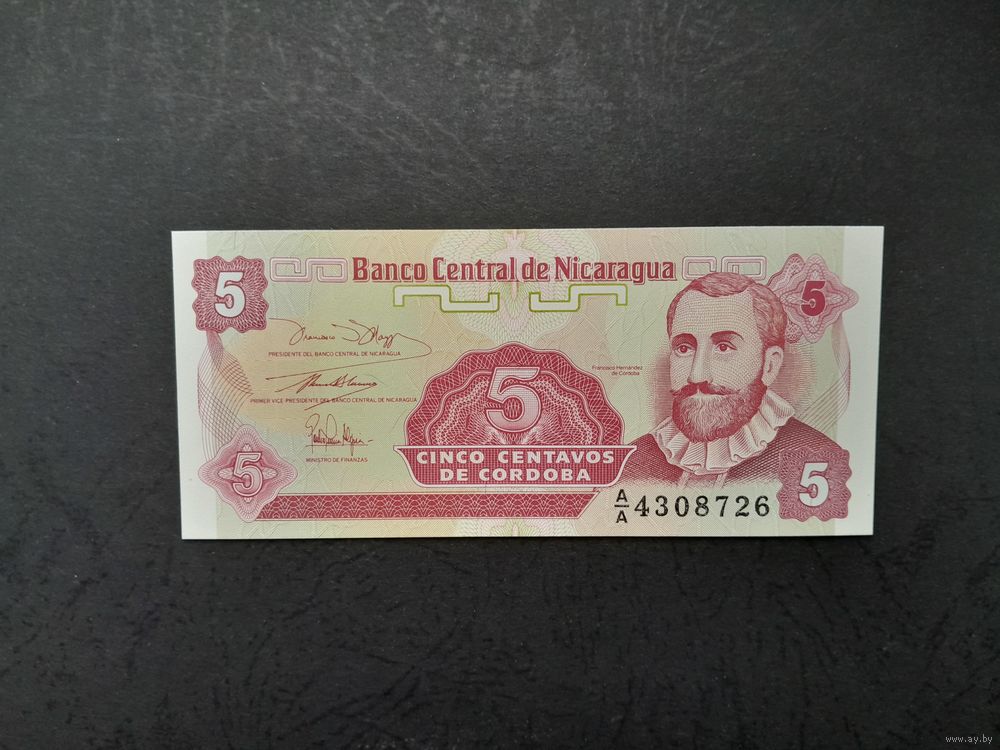 5
Banco Central de Nicaragua
5
PRESIDENTE DEL BANCO CENTRAL DE NICARAGUA
Francisco Hernández
de Córdoba
PRIMER VICE-PRESIDENTE DEL BANCO CENTRAL DE NICARAGUA
5
MINISTRO DE FINANZAS
5
CINCO CENTAVOS
DE CORDOBA
5
A/A 4308726
www.ay.by